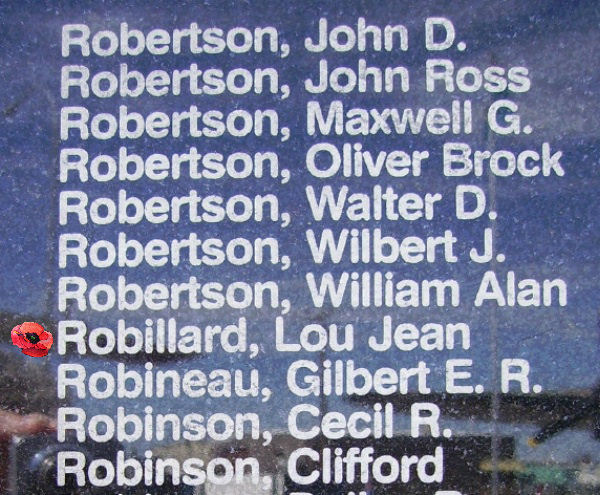 Robertson, John D.
Robertson, John Ross
Robertson, Maxwell G.
Robertson, Oliver Brock
Robertson, Walter D.
Robertson, Wilbert J.
Robertson, William Alan
Robillard, Lou Jean
Robineau, Gilbert E. R.
Robinson, Cecil R.
Robinson, Clifford